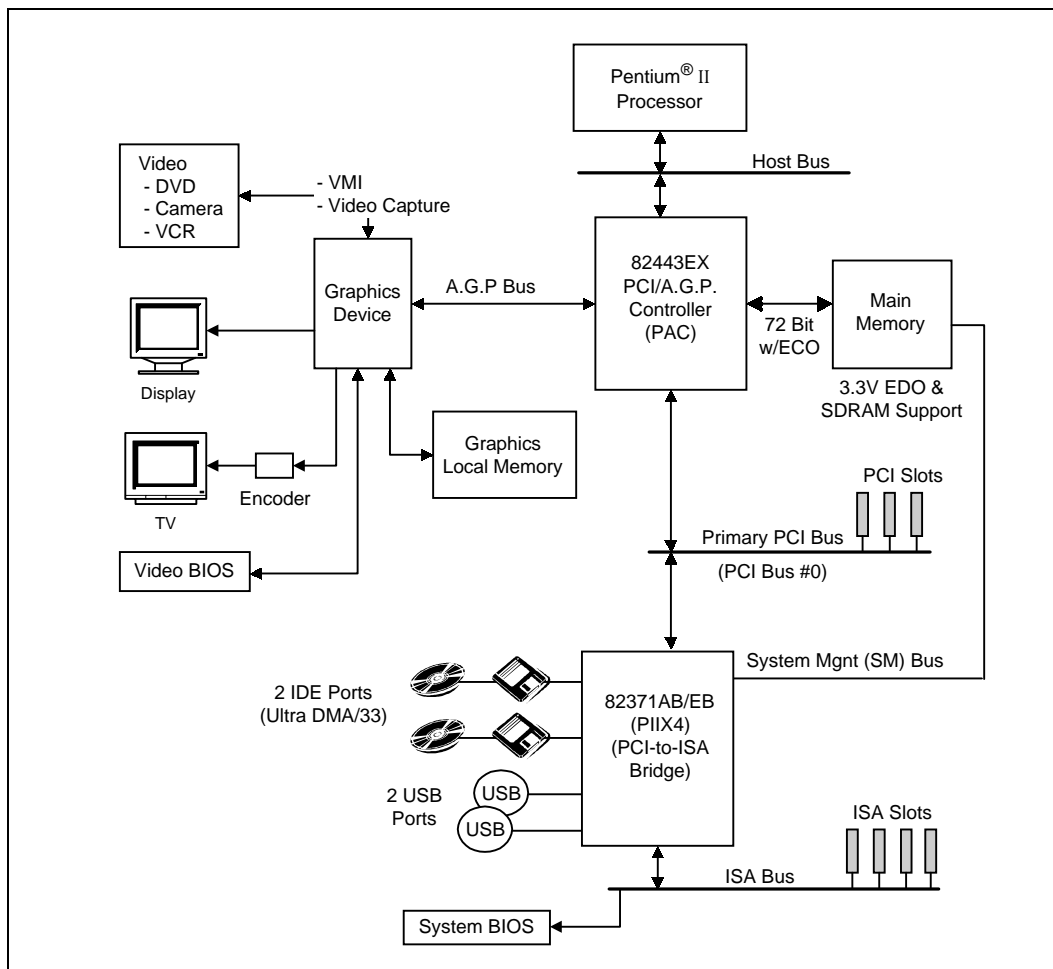 Pentium® II
Processor
Host Bus
Video
- DVD
- Camera
- VCR
- VMI
- Video Capture
Graphics
Device
A.G.P Bus
82443EX
PCI/A.G.P.
Controller
(PAC)
72 Bit
w/ECO
Main
Memory
3.3V EDO &
SDRAM Support
Display
Graphics
Local Memory
Encoder
TV
Video BIOS
PCI Slots
Primary PCI Bus
(PCI Bus #0)
System Mgnt (SM) Bus
2 IDE Ports
(Ultra DMA/33)
82371AB/EB
(PIIX4)
(PCI-to-ISA
Bridge)
2 USB
Ports
USB
USB
ISA Slots
ISA Bus
System BIOS